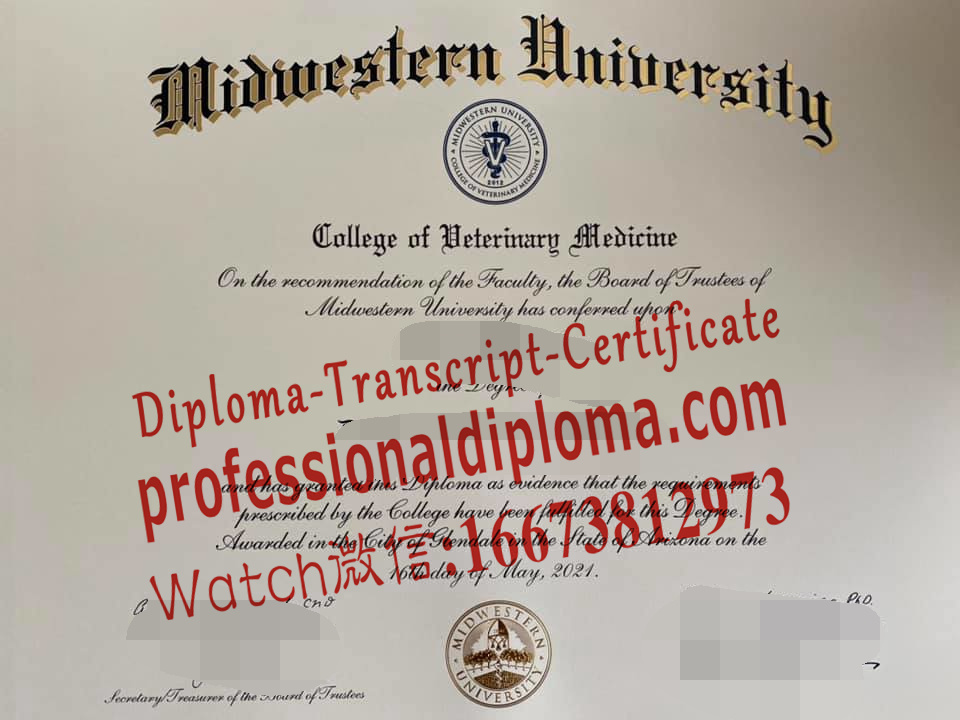 Midwestern University
MIDWESTERN UNIVERSITY
COLLEGE OF VETERINARY MEDICINE
2012
College of Veterinary Medicine
On the recommendation of the Faculty, the Board of Trustees of
Midwestern University has conferred upon
Diploma-Transcript-Certificate
professionaldiploma.com
and has granted this Diploma as evidence that the requirements
prescribed by the College have been fulfilled for this Degree.
Awarded in the City of Glendale in the State of Arizona on the
Watch微信:16673812973
16th day of May, 2021.
PhD.
MIDWESTERN
UNIVERSITY
Secretary/Treasurer of the Board of Trustees